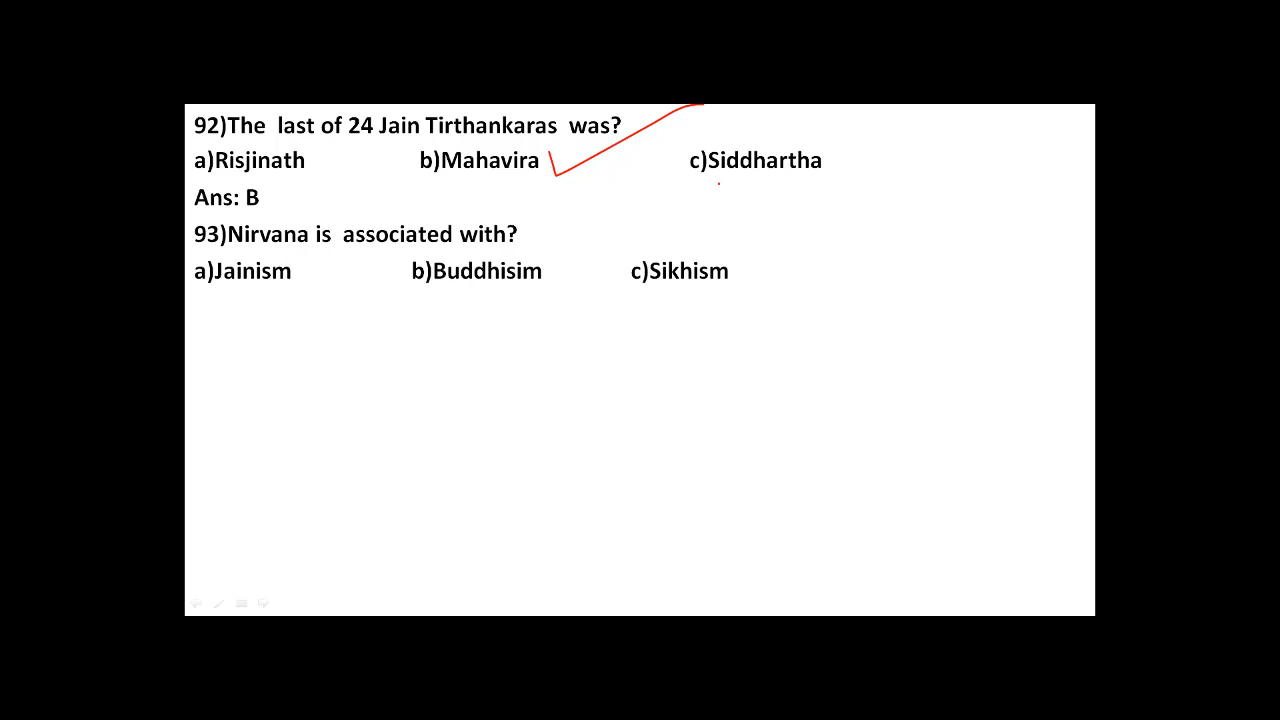 92)The last of 24 Jain Tirthankaras was?
a)Risjinath b)Mahavira c)Siddhartha
Ans: B
93)Nirvana is associated with?
a)Jainism b)Buddhisim c)Sikhism